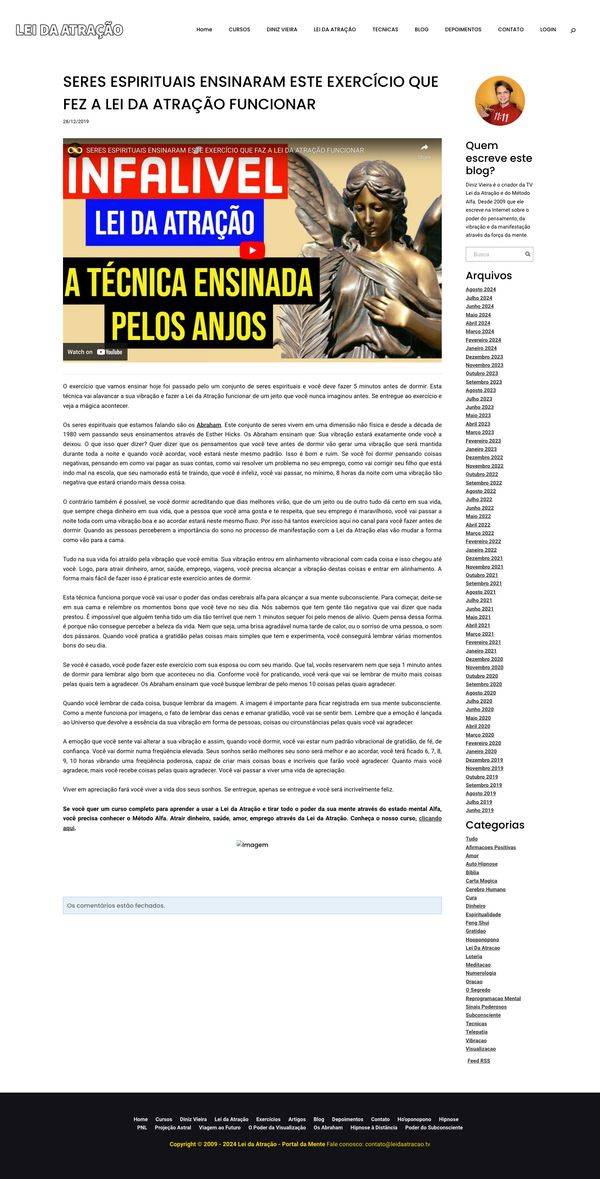 LEI DA ATRAÇÃO
Home CURSOS DINIZ VIEIRA LEI DA ATRAÇÃO TECNICAS BLOG DEPOIMENTOS CONTATO LOGIN
SERES ESPIRITUAIS ENSINARAM ESTE EXERCÍCIO QUE
FEZ A LEI DA ATRAÇÃO FUNCIONAR
28/12/2019
SERES ESPIRITUAIS ENSINARAM ESTE EXERCÍCIO QUE FAZ A LEI DA ATRAÇÃO FUNCIONAR
Share
INFALÍVEL
LEI DA ATRAÇÃO
A TÉCNICA ENSINADA
PELOS ANJOS
Watch on YouTube
O exercício que vamos ensinar hoje foi passado pelo um conjunto de seres espirituais e você deve fazer 5 minutos antes de dormir. Esta
técnica vai alavancar a sua vibração e fazer a Lei da Atração funcionar de um jeito que você nunca imaginou antes. Se entregue ao exercício e
veja a mágica acontecer.
Os seres espirituais que estamos falando são os Abraham. Este conjunto de seres vivem em uma dimensão não física e desde a década de
1980 vem passando seus ensinamentos através de Esther Hicks. Os Abraham ensinam que: Sua vibração estará exatamente onde você a
deixou. O que isso quer dizer? Quer dizer que os pensamentos que você teve antes de dormir vão gerar uma vibração que será mantida
durante toda a noite e quando você acordar, você estará neste mesmo padrão. Isso é bom e ruim. Se você foi dormir pensando coisas
negativas, pensando em como vai pagar as suas contas, como vai resolver um problema no seu emprego, como vai corrigir seu filho que está
indo mal na escola, que seu namorado está te traindo, que você é infeliz, você vai passar, no mínimo, 8 horas da noite com uma vibração tão
negativa que estará criando mais dessa coisa.
O contrário também é possível, se você dormir acreditando que dias melhores virão, que de um jeito ou de outro tudo dá certo em sua vida,
que sempre chega dinheiro em sua vida, que a pessoa que você ama gosta e te respeita, que seu emprego é maravilhoso, você vai passar a
noite toda com uma vibração boa e ao acordar estará neste mesmo fluxo. Por isso há tantos exercícios aqui no canal para você fazer antes de
dormir. Quando as pessoas perceberem a importância do sono no processo de manifestação com a Lei da Atração elas vão mudar a forma
como vão para a cama.
Tudo na sua vida foi atraído pela vibração que você emitia. Sua vibração entrou em alinhamento vibracional com cada coisa e isso chegou até
você. Logo, para atrair dinheiro, amor, saúde, emprego, viagens, você precisa alcançar a vibração destas coisas e entrar em alinhamento. A
forma mais fácil de fazer isso é praticar este exercício antes de dormir.
Esta técnica funciona porque você vai usar o poder das ondas cerebrais alfa para alcançar a sua mente subconsciente. Para começar, deite-se
em sua cama e relembre os momentos bons que você teve no seu dia. Nós sabemos que tem gente tão negativa que vai dizer que nada
prestou. É impossível que alguém tenha tido um dia tão terrível que nem 1 minuto sequer foi pelo menos de alívio. Quem pensa dessa forma
é porque não consegue perceber a beleza da vida. Nem que seja, uma brisa agradável numa tarde de calor, ou o sorriso de uma pessoa, o som
dos pássaros. Quando você pratica a gratidão pelas coisas mais simples que tem e experimenta, você conseguirá lembrar várias momentos
bons do seu dia.
Se você é casado, você pode fazer este exercício com sua esposa ou com seu marido. Que tal, vocês reservarem nem que seja 1 minuto antes
de dormir para lembrar algo bom que aconteceu no dia. Conforme você for praticando, você verá que vai se lembrar de muito mais coisas
pelas quais tem a agradecer. Os Abraham ensinam que você busque lembrar de pelo menos 10 coisas pelas quais agradecer.
Quando você lembrar de cada coisa, busque lembrar da imagem. A imagem é importante para ficar registrada em sua mente subconsciente.
Como a mente funciona por imagens, o fato de lembrar das cenas e emanar gratidão, você vai se sentir bem. Lembre que a emoção é lançada
ao Universo que devolve a essência da sua vibração em forma de pessoas, coisas ou circunstâncias pelas quais você vai agradecer.
A emoção que você sente vai alterar a sua vibração e assim, quando você dormir, você vai estar num padrão vibracional de gratidão, de fé, de
confiança. Você vai dormir numa freqüência elevada. Seus sonhos serão melhores seu sono será melhor e ao acordar, você terá ficado 6, 7, 8,
9, 10 horas vibrando uma freqüência poderosa, capaz de criar mais coisas boas e incríveis que farão você agradecer. Quanto mais você
agradece, mais você recebe coisas pelas quais agradecer. Você vai passar a viver uma vida de apreciação.
Viver em apreciação fará você viver a vida dos seus sonhos. Se entregue, apenas se entregue e você será incrivelmente feliz.
Se você quer um curso completo para aprender a usar a Lei da Atração e tirar todo o poder da sua mente através do estado mental Alfa,
você precisa conhecer o Método Alfa. Atrair dinheiro, saúde, amor, emprego através da Lei da Atração. Conheça o nosso curso, clicando
aqui.
Imagem
Os comentários estão fechados.
11:11
Quem
escreve este
blog?
Diniz Vieira é o criador da TV
Lei da Atração e do Método
Alfa. Desde 2009 que ele
escreve na Internet sobre o
poder do pensamento, da
vibração e da manifestação
através da força da mente.
Busca
Arquivos
Agosto 2024
Julho 2024
Junho 2024
Maio 2024
Abril 2024
Março 2024
Fevereiro 2024
Janeiro 2024
Dezembro 2023
Novembro 2023
Outubro 2023
Setembro 2023
Agosto 2023
Julho 2023
Junho 2023
Maio 2023
Abril 2023
Março 2023
Fevereiro 2023
Janeiro 2023
Dezembro 2022
Novembro 2022
Outubro 2022
Setembro 2022
Agosto 2022
Julho 2022
Junho 2022
Maio 2022
Abril 2022
Março 2022
Fevereiro 2022
Janeiro 2022
Dezembro 2021
Novembro 2021
Outubro 2021
Setembro 2021
Agosto 2021
Julho 2021
Junho 2021
Maio 2021
Abril 2021
Março 2021
Fevereiro 2021
Janeiro 2021
Dezembro 2020
Novembro 2020
Outubro 2020
Setembro 2020
Agosto 2020
Julho 2020
Junho 2020
Maio 2020
Abril 2020
Março 2020
Fevereiro 2020
Janeiro 2020
Dezembro 2019
Novembro 2019
Outubro 2019
Setembro 2019
Agosto 2019
Julho 2019
Junho 2019
Categorias
Tudo
Afirmacoes Positivas
Amor
Auto Hipnose
Bíblia
Carta Magica
Cerebro Humano
Cura
Dinheiro
Espiritualidade
Feng Shui
Gratidao
Hooponopono
Lei Da Atracao
Loteria
Meditacao
Numerologia
Oracao
O Segredo
Reprogramacao Mental
Sinais Poderosos
Subconsciente
Tecnicas
Telepatia
Vibracao
Visualizacao
Feed RSS
Home Cursos Diniz Vieira Lei da Atração Exercícios Artigos Blog Depoimentos Contato Ho'oponopono Hipnose
PNL Projeção Astral Viagem ao Futuro O Poder da Visualização Os Abraham Hipnose à Distância Poder do Subconsciente
Copyright © 2009 - 2024 Lei da Atração - Portal da Mente Fale conosco: contato@leidaatracao.tv